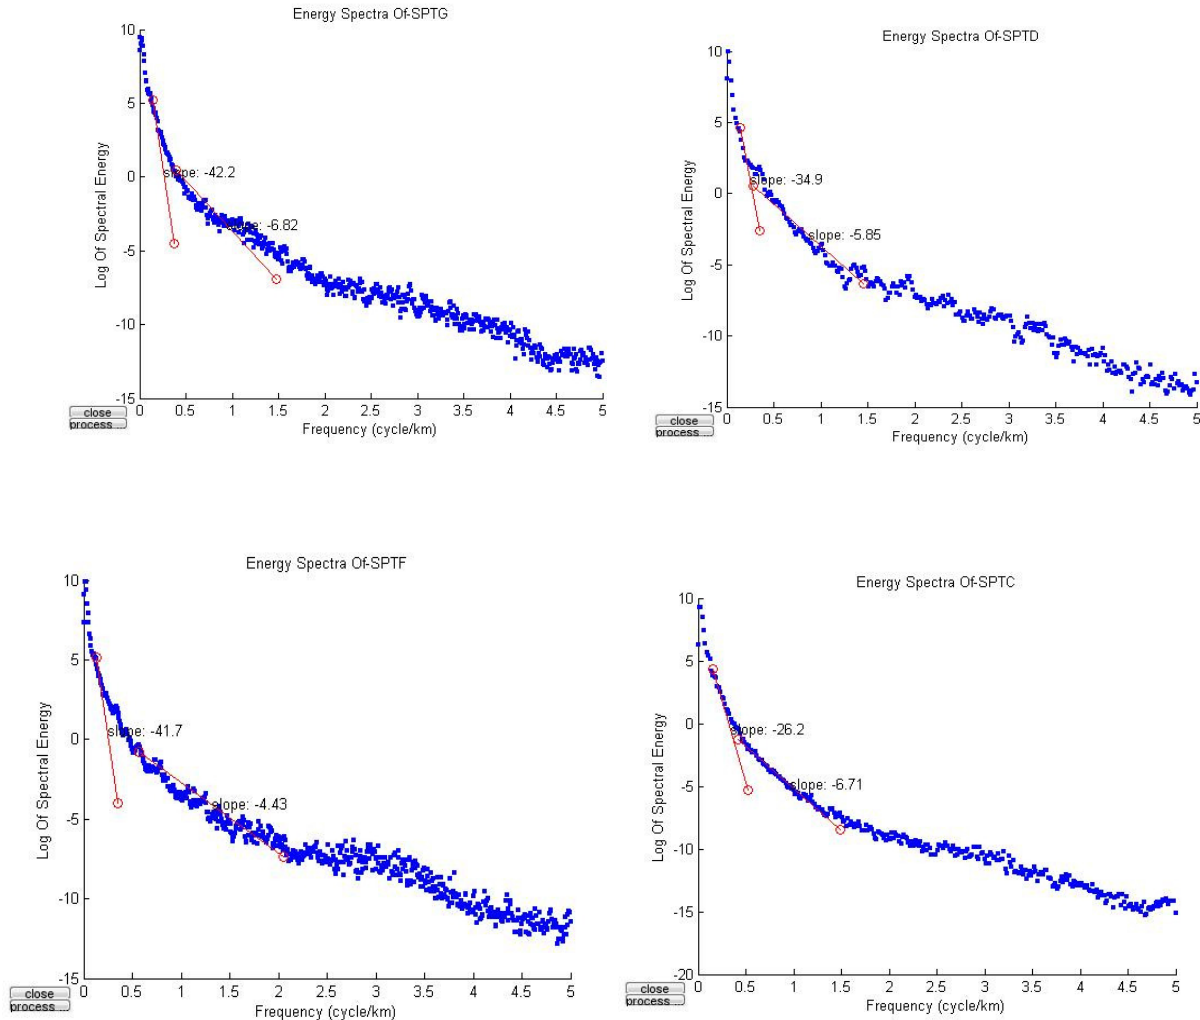 Energy Spectra Of-SPTG
10
5
0
-5
-10
-15
Log Of Spectral Energy
slope: -42.2
slope: -6.82
0 0.5 1 1.5 2 2.5 3 3.5 4 4.5 5
Frequency (cycle/km)
close
process...
Energy Spectra Of-SPTD
10
5
0
-5
-10
-15
Log Of Spectral Energy
slope: -34.9
slope: -5.85
0 0.5 1 1.5 2 2.5 3 3.5 4 4.5 5
Frequency (cycle/km)
close
process...
Energy Spectra Of-SPTF
10
5
0
-5
-10
-15
Log Of Spectral Energy
slope: -41.7
slope: -4.43
0 0.5 1 1.5 2 2.5 3 3.5 4 4.5 5
Frequency (cycle/km)
close
process...
Energy Spectra Of-SPTC
10
5
0
-5
-10
-15
-20
Log Of Spectral Energy
slope: -26.2
slope: -6.71
0 0.5 1 1.5 2 2.5 3 3.5 4 4.5 5
Frequency (cycle/km)
close
process...